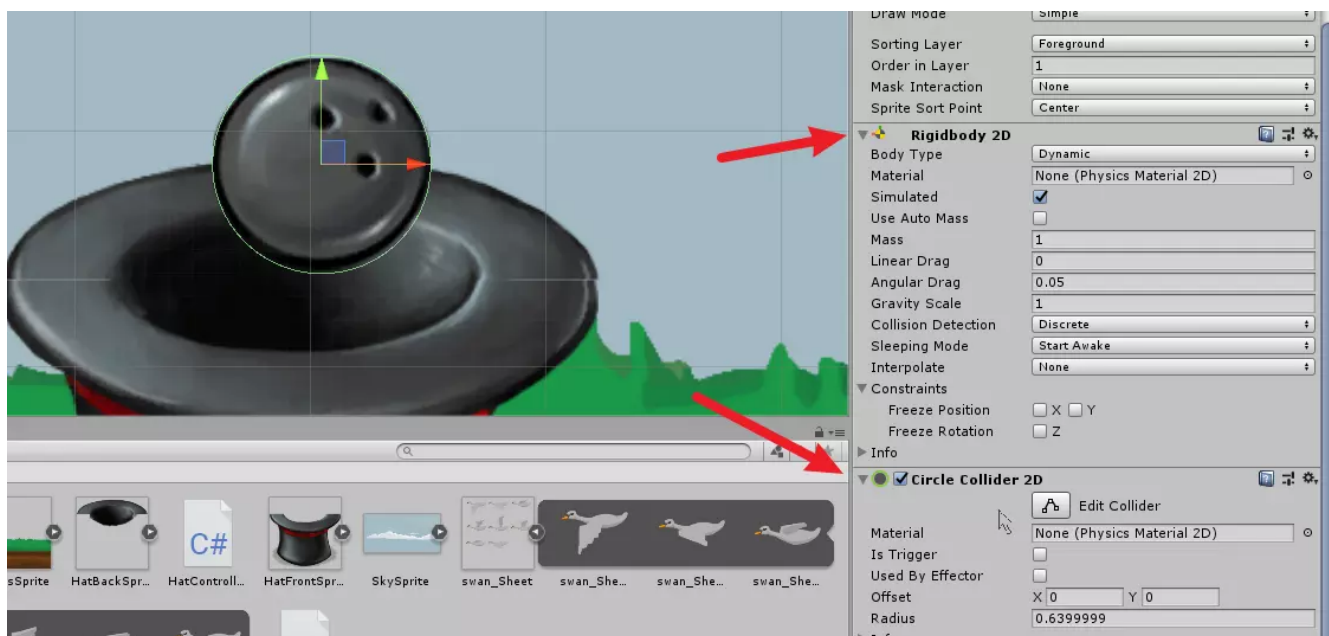 Draw Mode Simple
Sorting Layer Foreground
Order in Layer 1
Mask Interaction None
Sprite Sort Point Center
Rigidbody 2D
Body Type Dynamic
Material None (Physics Material 2D)
Simulated
Use Auto Mass
Mass 1
Linear Drag 0
Angular Drag 0.05
Gravity Scale 1
Collision Detection Discrete
Sleeping Mode Start Awake
Interpolate None
Constraints
Freeze Position X Y
Freeze Rotation Z
Info
Circle Collider 2D
Edit Collider
Material None (Physics Material 2D)
Is Trigger
Used By Effector
Offset X 0 Y 0
Radius 0.6399999
C#
sSprite HatBackSpr... HatControll... HatFrontSpr... SkySprite swan_Sheet swan_She... swan_She... swan_She...